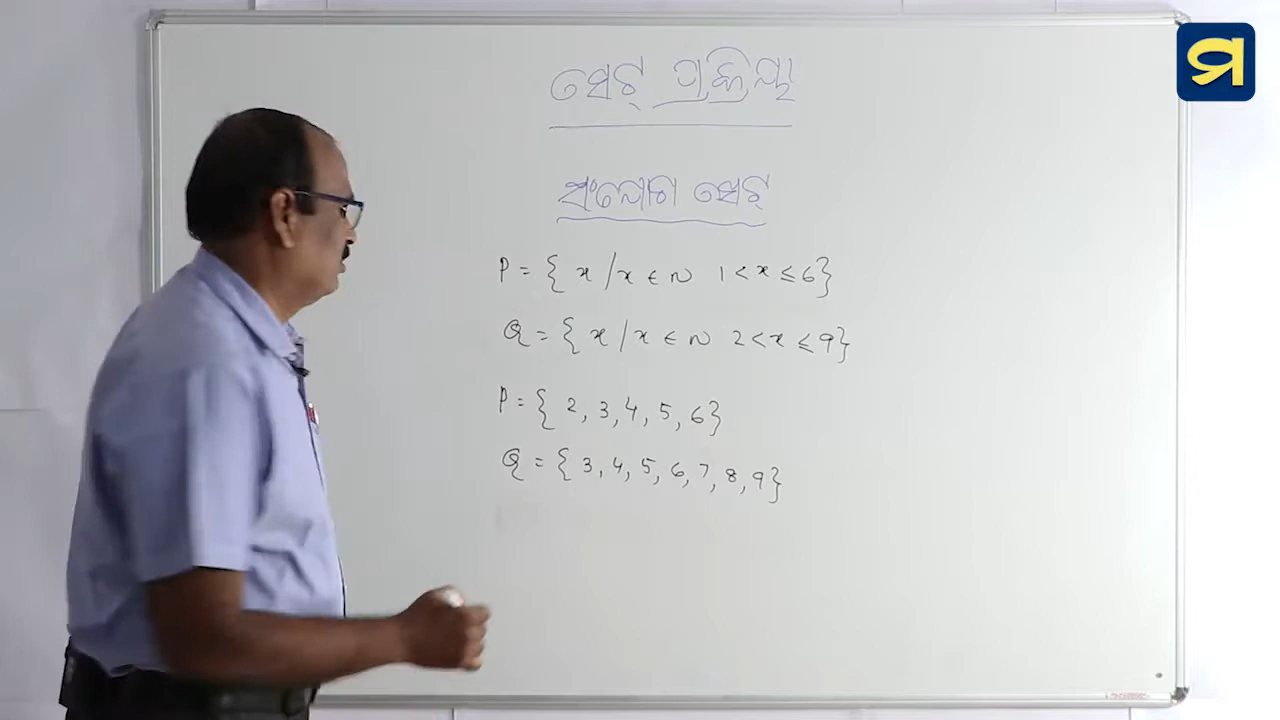 ସେଟ୍ ପ୍ରକ୍ରିୟା
ସଂଯୋଗ ସେଟ୍
P = { x / x ∈ N 1 < x ≤ 6}
Q = { x / x ∈ N 2 < x ≤ 9}
P = { 2, 3, 4, 5, 6}
Q = { 3, 4, 5, 6, 7, 8, 9}